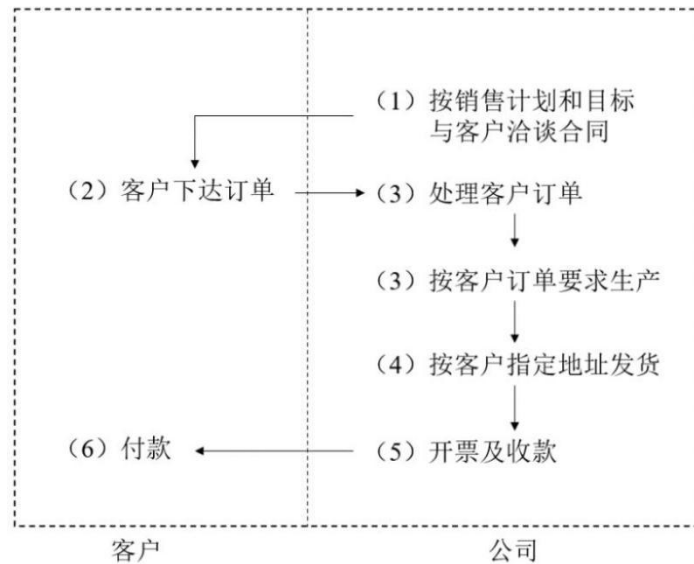 （1）按销售计划和目标
与客户洽谈合同
（2）客户下达订单
（3）处理客户订单
（3）按客户订单要求生产
（4）按客户指定地址发货
（6）付款
（5）开票及收款
客户
公司